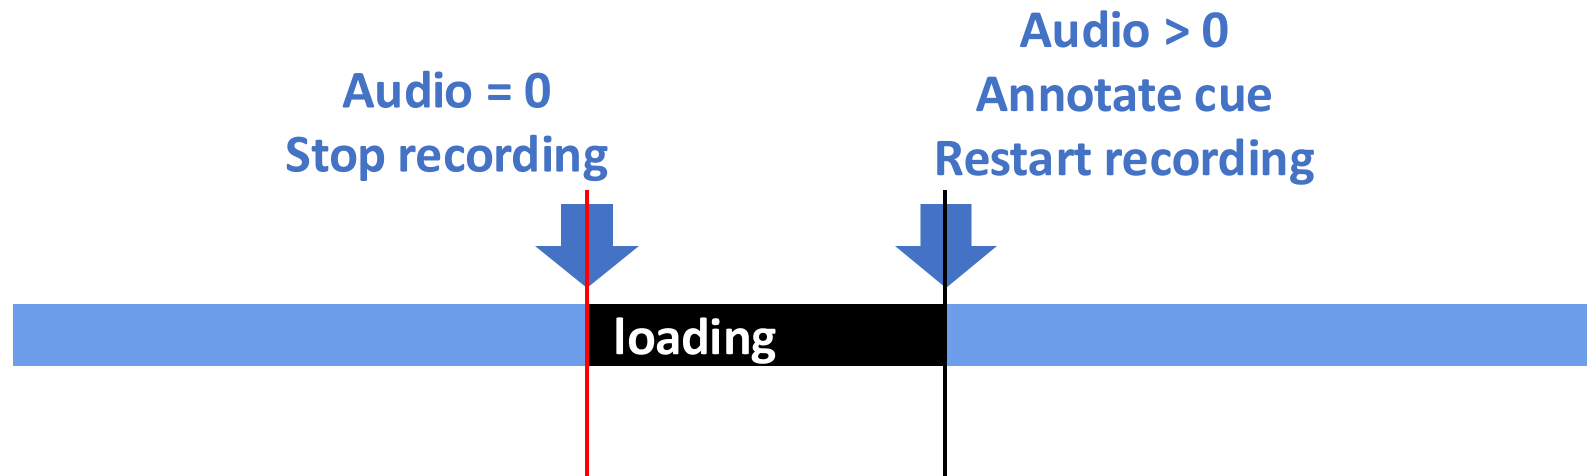 Audio = 0
Stop recording
Audio > 0
Annotate cue
Restart recording
loading